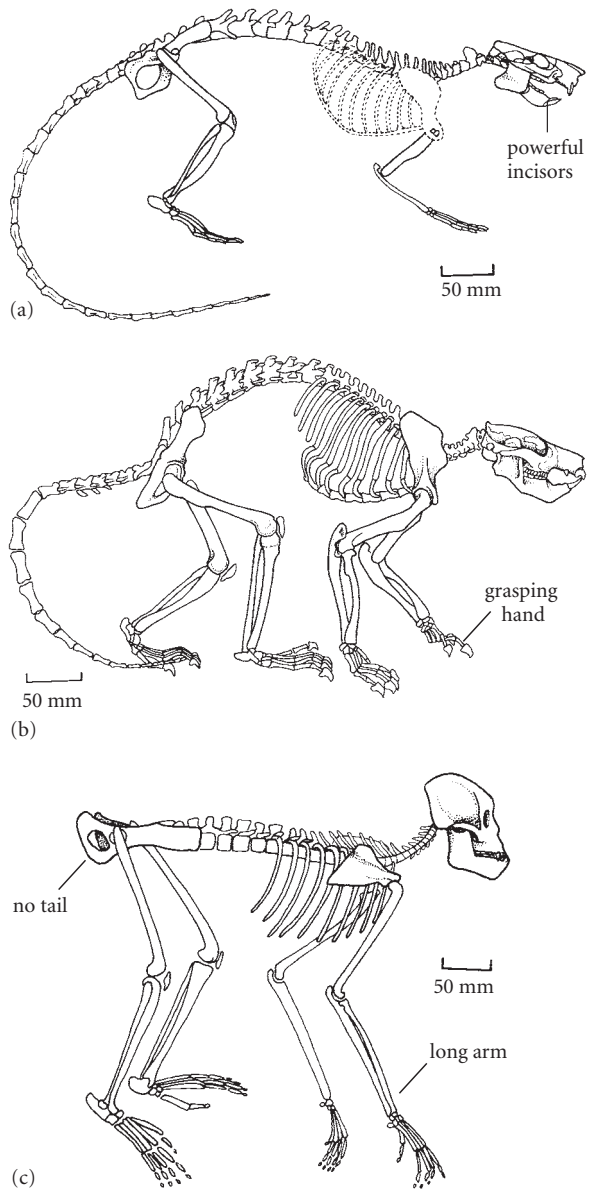 powerful
incisors
50 mm
(a)
grasping
hand
50 mm
(b)
no tail
50 mm
long arm
(c)